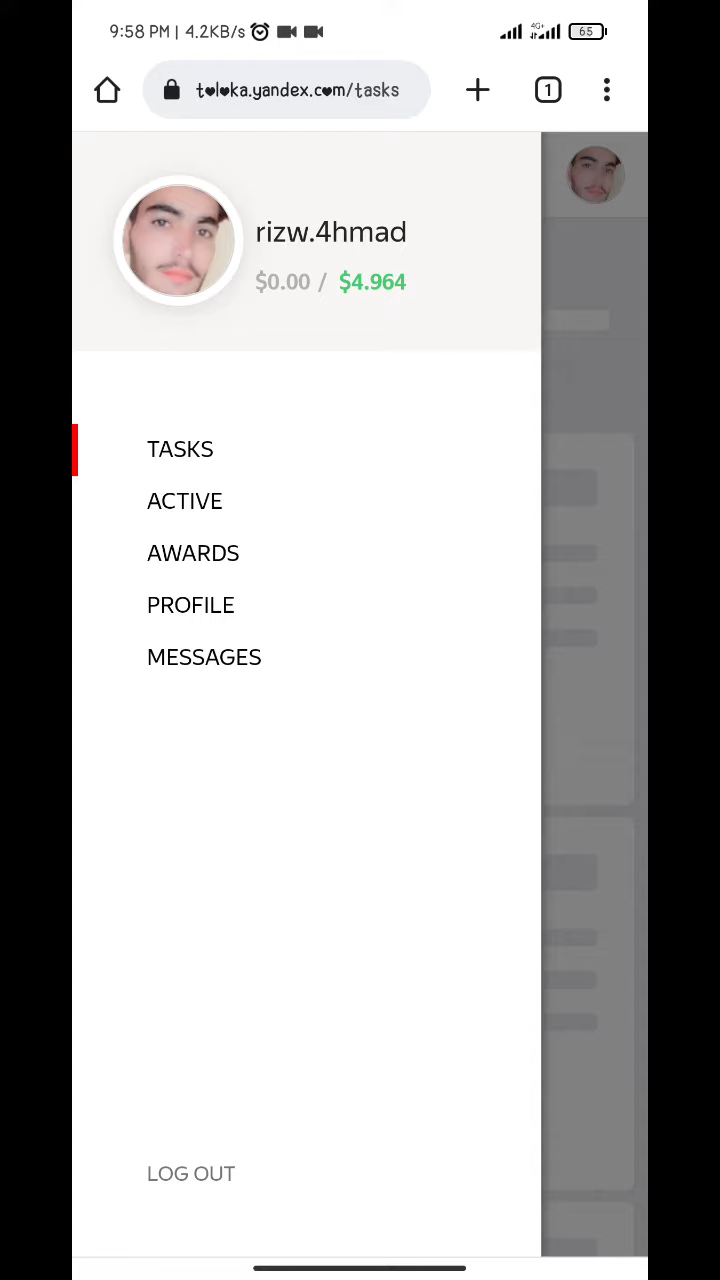 9:58 PM | 4.2KB/s
4G+
65
toloka.yandex.com/tasks
1
rizw.4hmad
$0.00 / $4.964
TASKS
ACTIVE
AWARDS
PROFILE
MESSAGES
LOG OUT